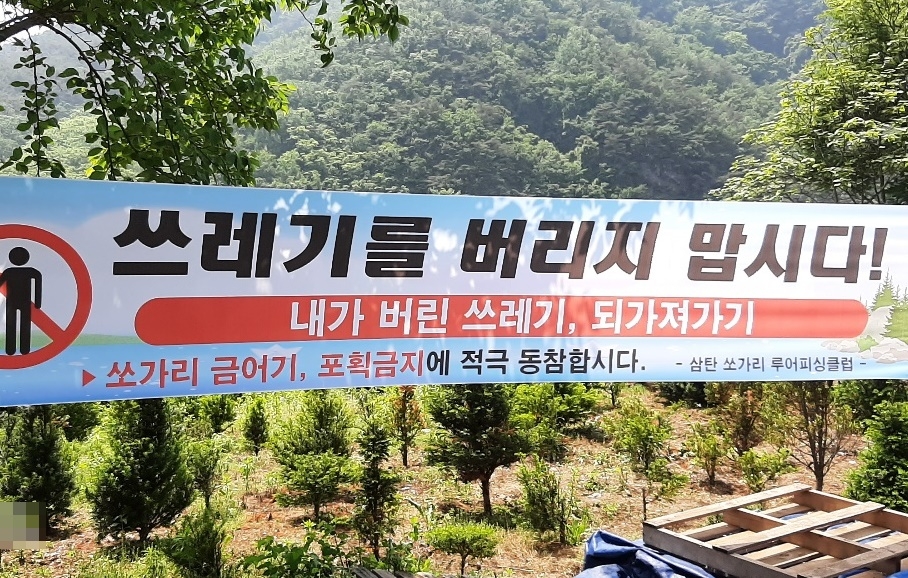 쓰레기를 버리지 맙시다!
내가 버린 쓰레기, 되가져가기
▶ 쏘가리 금어기, 포획금지에 적극 동참합시다. - 삼탄 쏘가리 루어피싱클럽 -